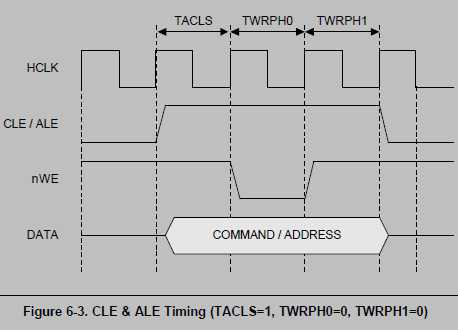 TACLS TWRPH0 TWRPH1
HCLK
CLE / ALE
nWE
DATA COMMAND / ADDRESS
Figure 6-3. CLE & ALE Timing (TACLS=1, TWRPH0=0, TWRPH1=0)